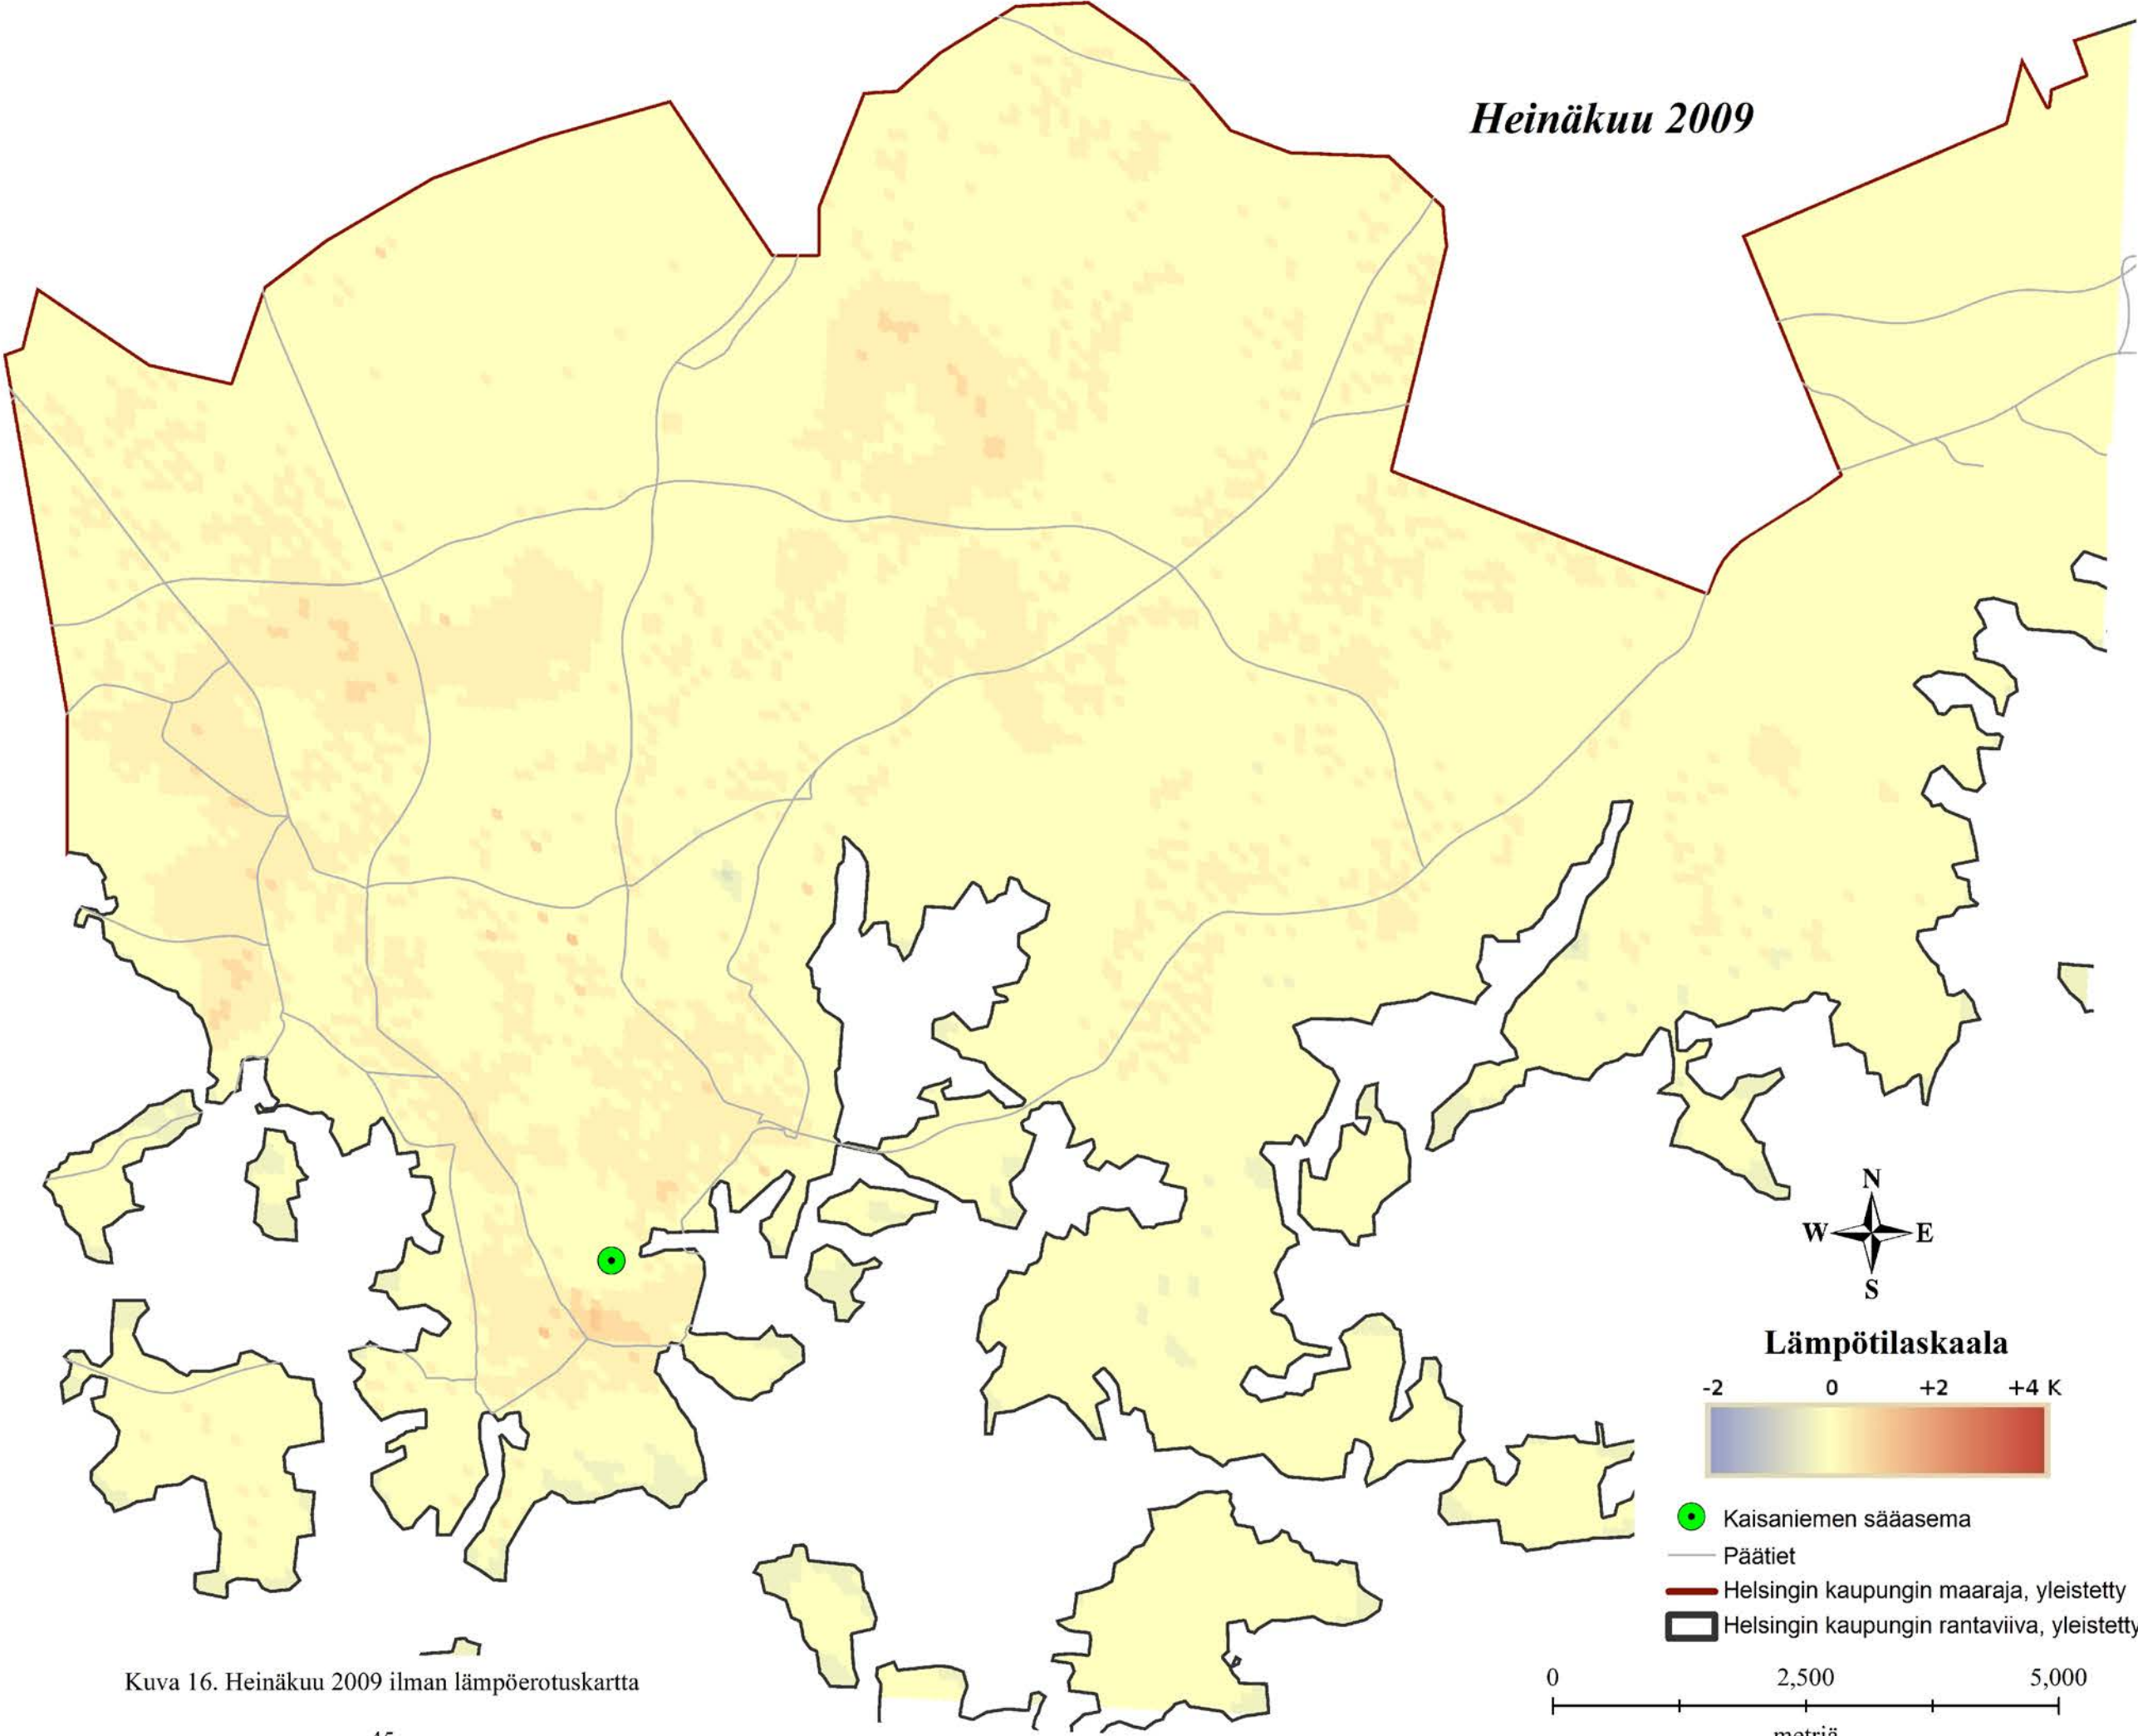 Heinäkuu 2009
N
W E
S
Lämpötilaskaala
-2 0 +2 +4 K
Kaisaniemen sääasema
Päätiet
Helsingin kaupungin maaraja, yleistetty
Helsingin kaupungin rantaviiva, yleistetty
Kuva 16. Heinäkuu 2009 ilman lämpöerotuskartta
0 2,500 5,000
metriä